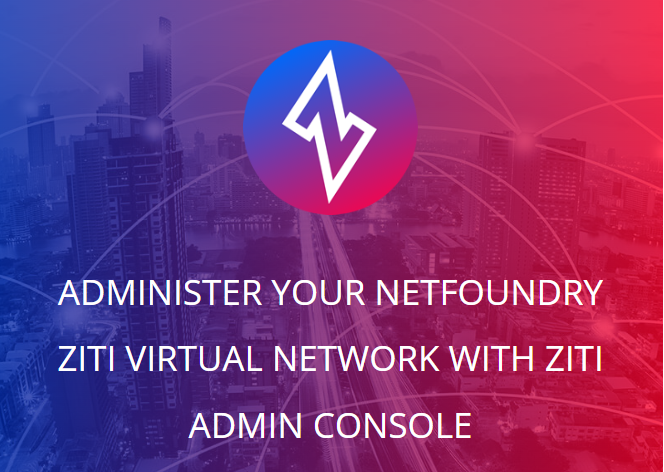 ADMINISTER YOUR NETFOUNDRY
ZITI VIRTUAL NETWORK WITH ZITI
ADMIN CONSOLE